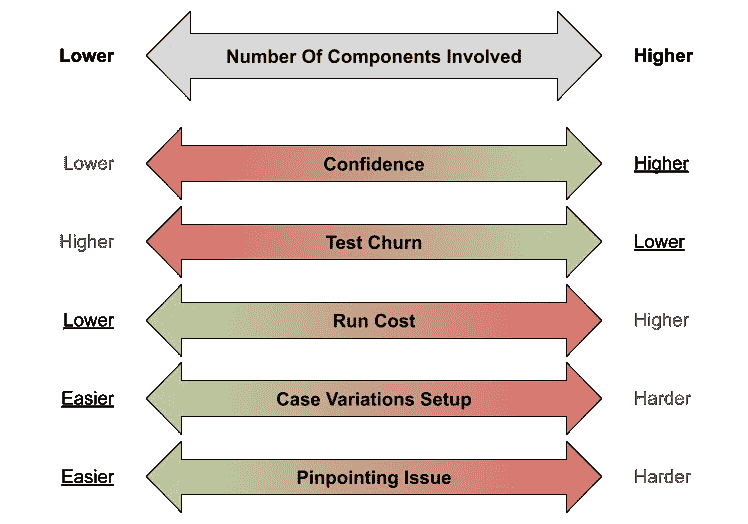 Lower Number Of Components Involved Higher
Lower Confidence Higher
Higher Test Churn Lower
Lower Run Cost Higher
Easier Case Variations Setup Harder
Easier Pinpointing Issue Harder